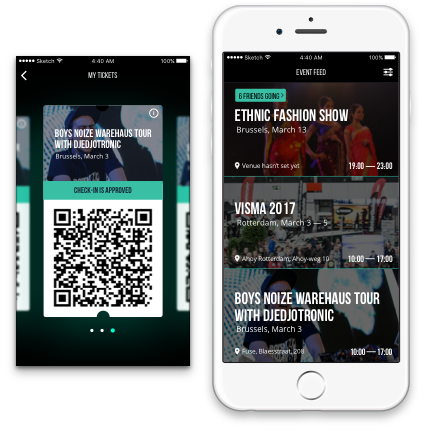 Sketch
4:40 AM
100%
MY TICKETS
BOYS NOIZE WAREHAUS TOUR
WITH DJEDJOTRONIC
Brussels, March 3
CHECK-IN IS APPROVED
Sketch
4:40 AM
100%
EVENT FEED
6 FRIENDS GOING >
ETHNIC FASHION SHOW
Brussels, March 13
Venue hasn't set yet
19:00 — 23:00
VISMA 2017
Rotterdam, March 3 — 5
Ahoy Rotterdam, Ahoy-weg 10
10:00 — 17:00
BOYS NOIZE WAREHAUS TOUR
WITH DJEDJOTRONIC
Brussels, March 3
Fuse, Blaesstraat, 208
10:00 — 17:00